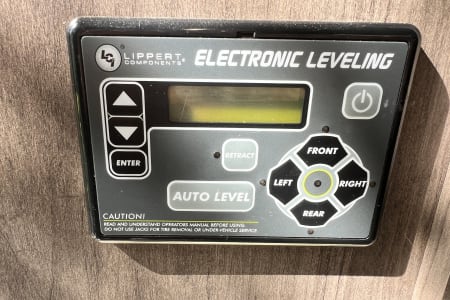 LCI LIPPERT COMPONENTS® ELECTRONIC LEVELING
ENTER
RETRACT
AUTO LEVEL
FRONT
LEFT
RIGHT
REAR
CAUTION!
READ AND UNDERSTAND OPERATORS MANUAL BEFORE USING.
DO NOT USE JACKS FOR TIRE REMOVAL OR UNDER-VEHICLE SERVICE